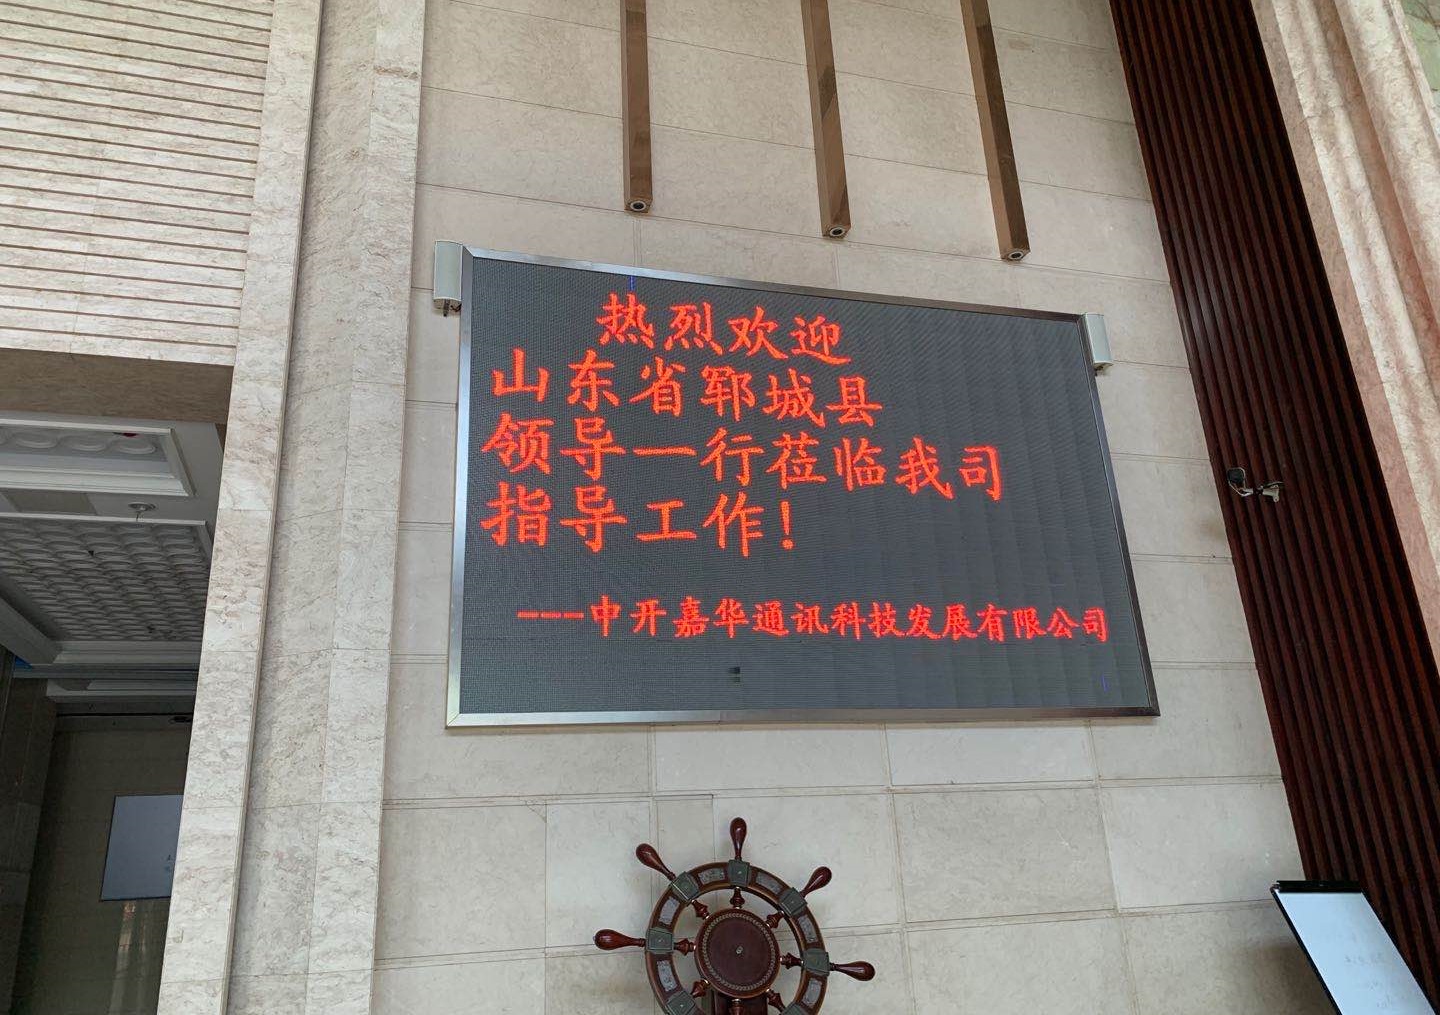 热烈欢迎
山东省郓城县
领导一行莅临我司
指导工作!
---中开嘉华通讯科技发展有限公司